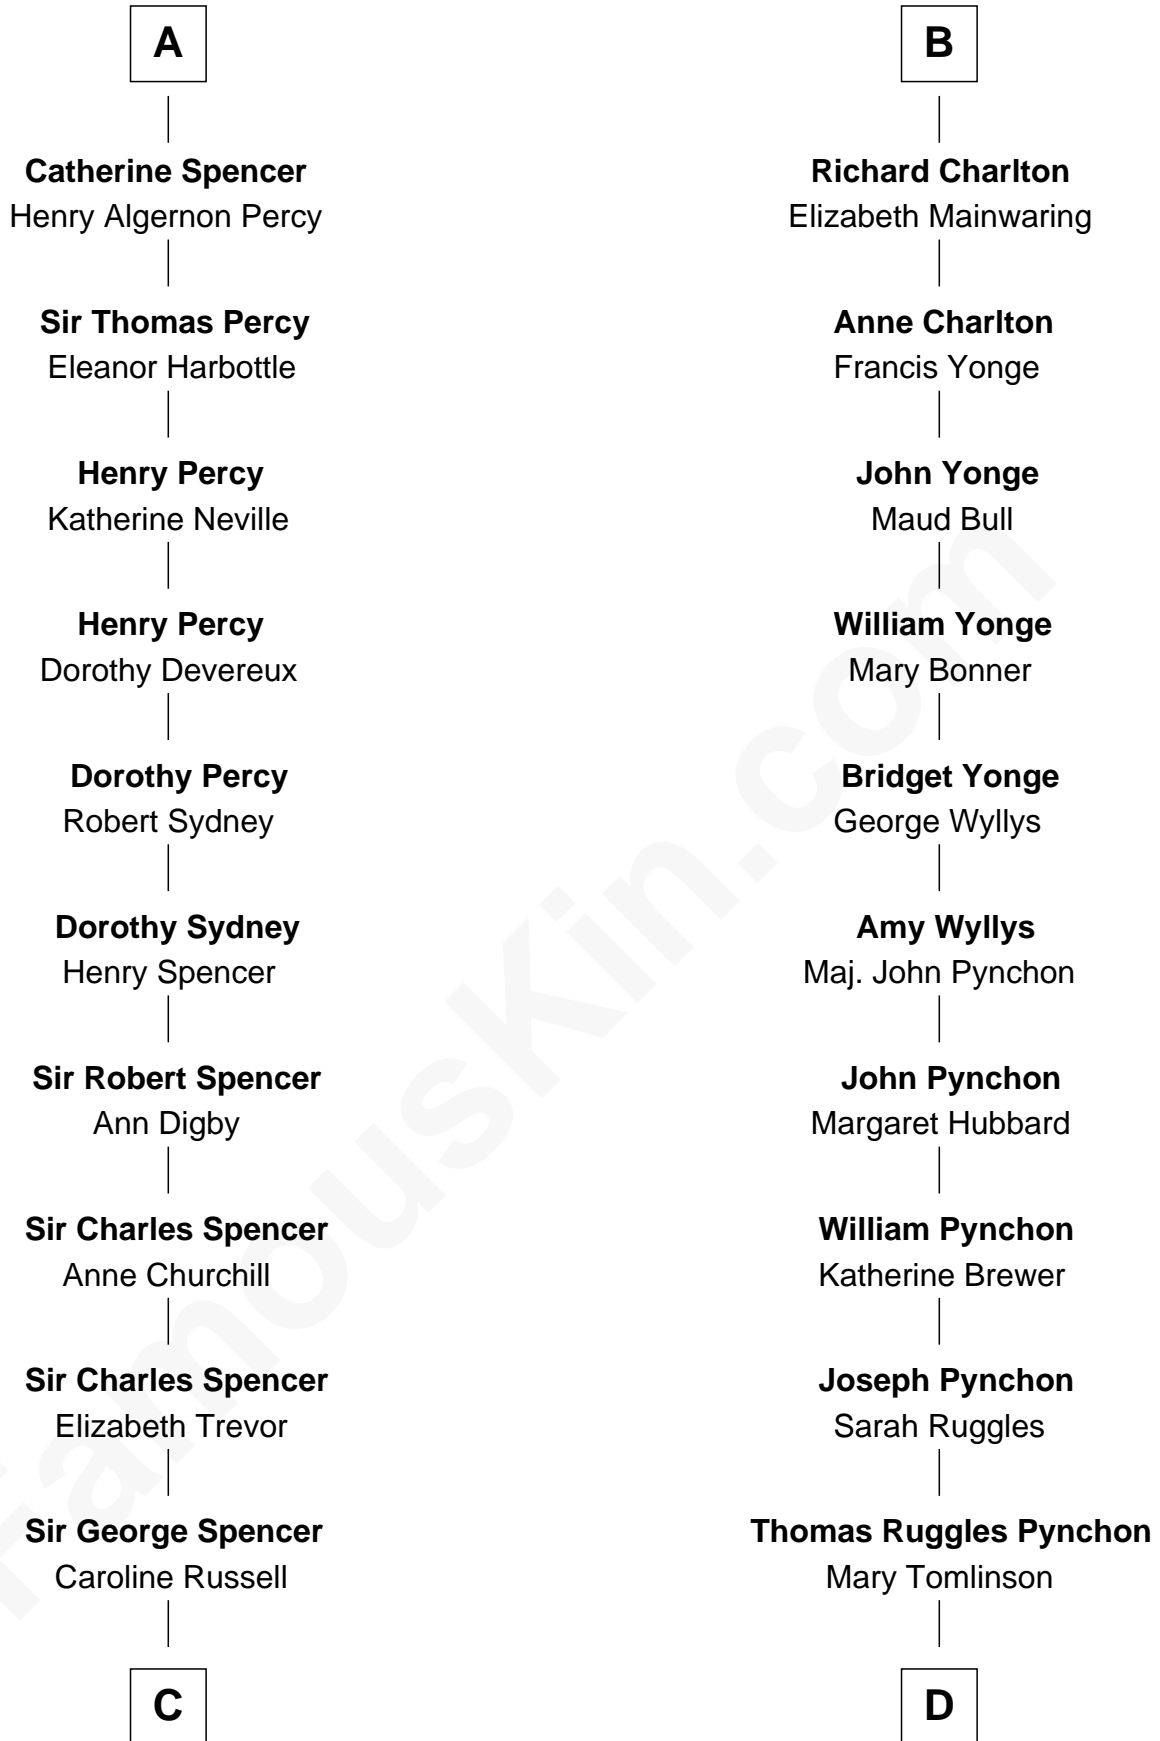 A
Catherine Spencer
Henry Algernon Percy
Sir Thomas Percy
Eleanor Harbottle
Henry Percy
Katherine Neville
Henry Percy
Dorothy Devereux
Dorothy Percy
Robert Sydney
Dorothy Sydney
Henry Spencer
Sir Robert Spencer
Ann Digby
Sir Charles Spencer
Anne Churchill
Sir Charles Spencer
Elizabeth Trevor
Sir George Spencer
Caroline Russell
C
B
Richard Charlton
Elizabeth Mainwaring
Anne Charlton
Francis Yonge
John Yonge
Maud Bull
William Yonge
Mary Bonner
Bridget Yonge
George Wyllys
Amy Wyllys
Maj. John Pynchon
John Pynchon
Margaret Hubbard
William Pynchon
Katherine Brewer
Joseph Pynchon
Sarah Ruggles
Thomas Ruggles Pynchon
Mary Tomlinson
D
FamousKin.com